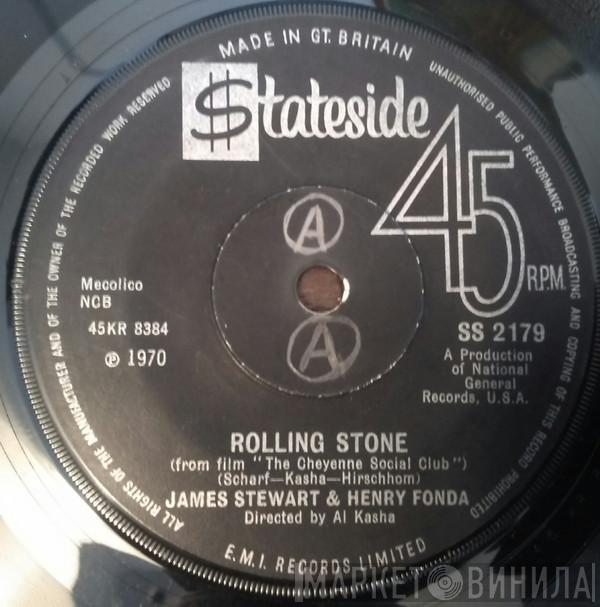 MADE IN GT. BRITAIN
UNAUTHORISED PUBLIC PERFORMANCE BROADCASTING AND COPYING OF THIS RECORD PROHIBITED
ALL RIGHTS OF THE MANUFACTURER AND OF THE OWNER OF THE RECORDED WORK RESERVED
$tateside
45 R.P.M.
A
Mecolico
NCB
45KR 8384
℗ 1970
SS 2179
A Production
of National
General
Records, U.S.A.
A
ROLLING STONE
(from film "The Cheyenne Social Club")
(Scharf—Kasha—Hirschhom)
JAMES STEWART & HENRY FONDA
Directed by Al Kasha
E.M.I. RECORDS LIMITED
МАРКЕТ ВИНИЛА